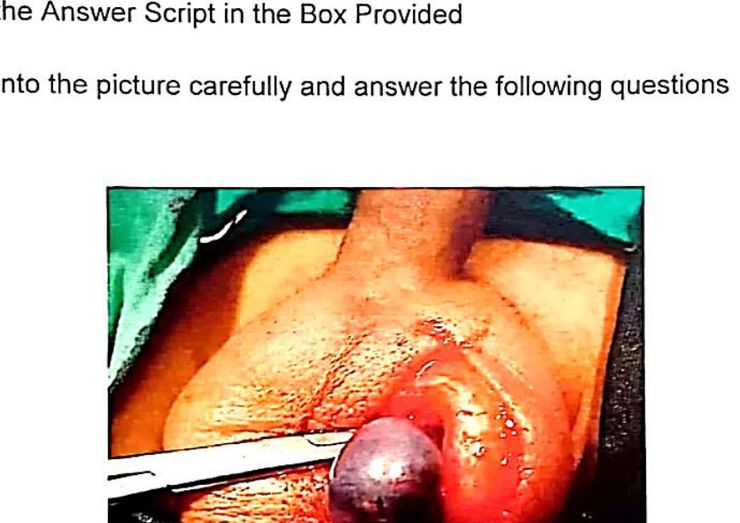 he Answer Script in the Box Provided
nto the picture carefully and answer the following questions